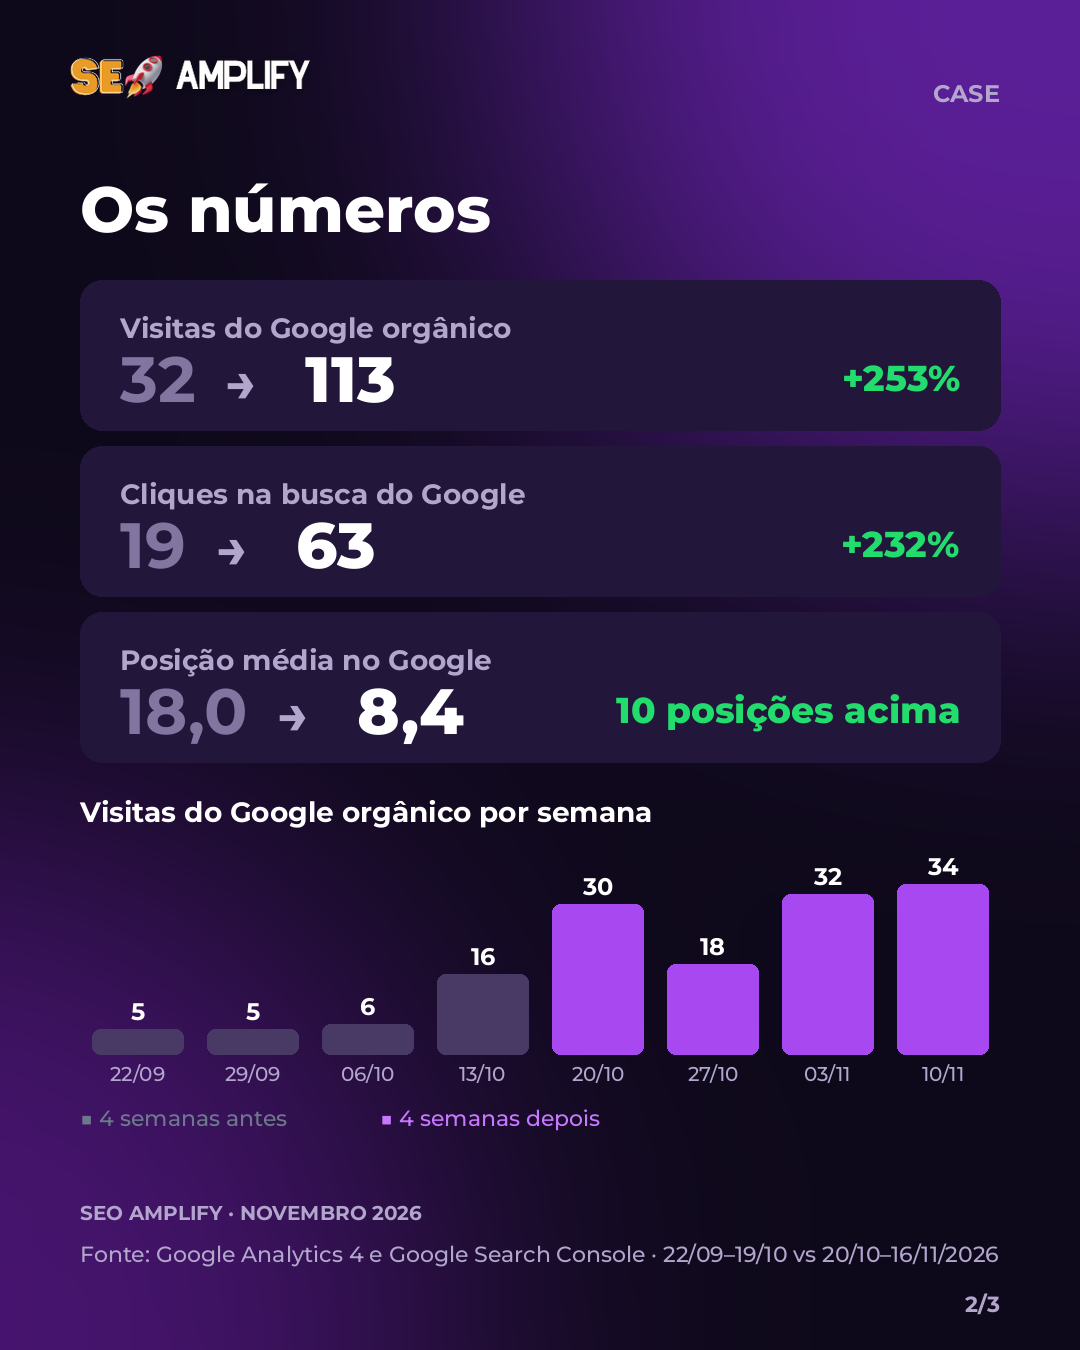 SEO AMPLIFY
CASE
Os números
Visitas do Google orgânico
32 → 113
+253%
Cliques na busca do Google
19 → 63
+232%
Posição média no Google
18,0 → 8,4
10 posições acima
Visitas do Google orgânico por semana
5 5 6 16 30 18 32 34
22/09 29/09 06/10 13/10 20/10 27/10 03/11 10/11
4 semanas antes
4 semanas depois
SEO AMPLIFY · NOVEMBRO 2026
Fonte: Google Analytics 4 e Google Search Console · 22/09–19/10 vs 20/10–16/11/2026
2/3